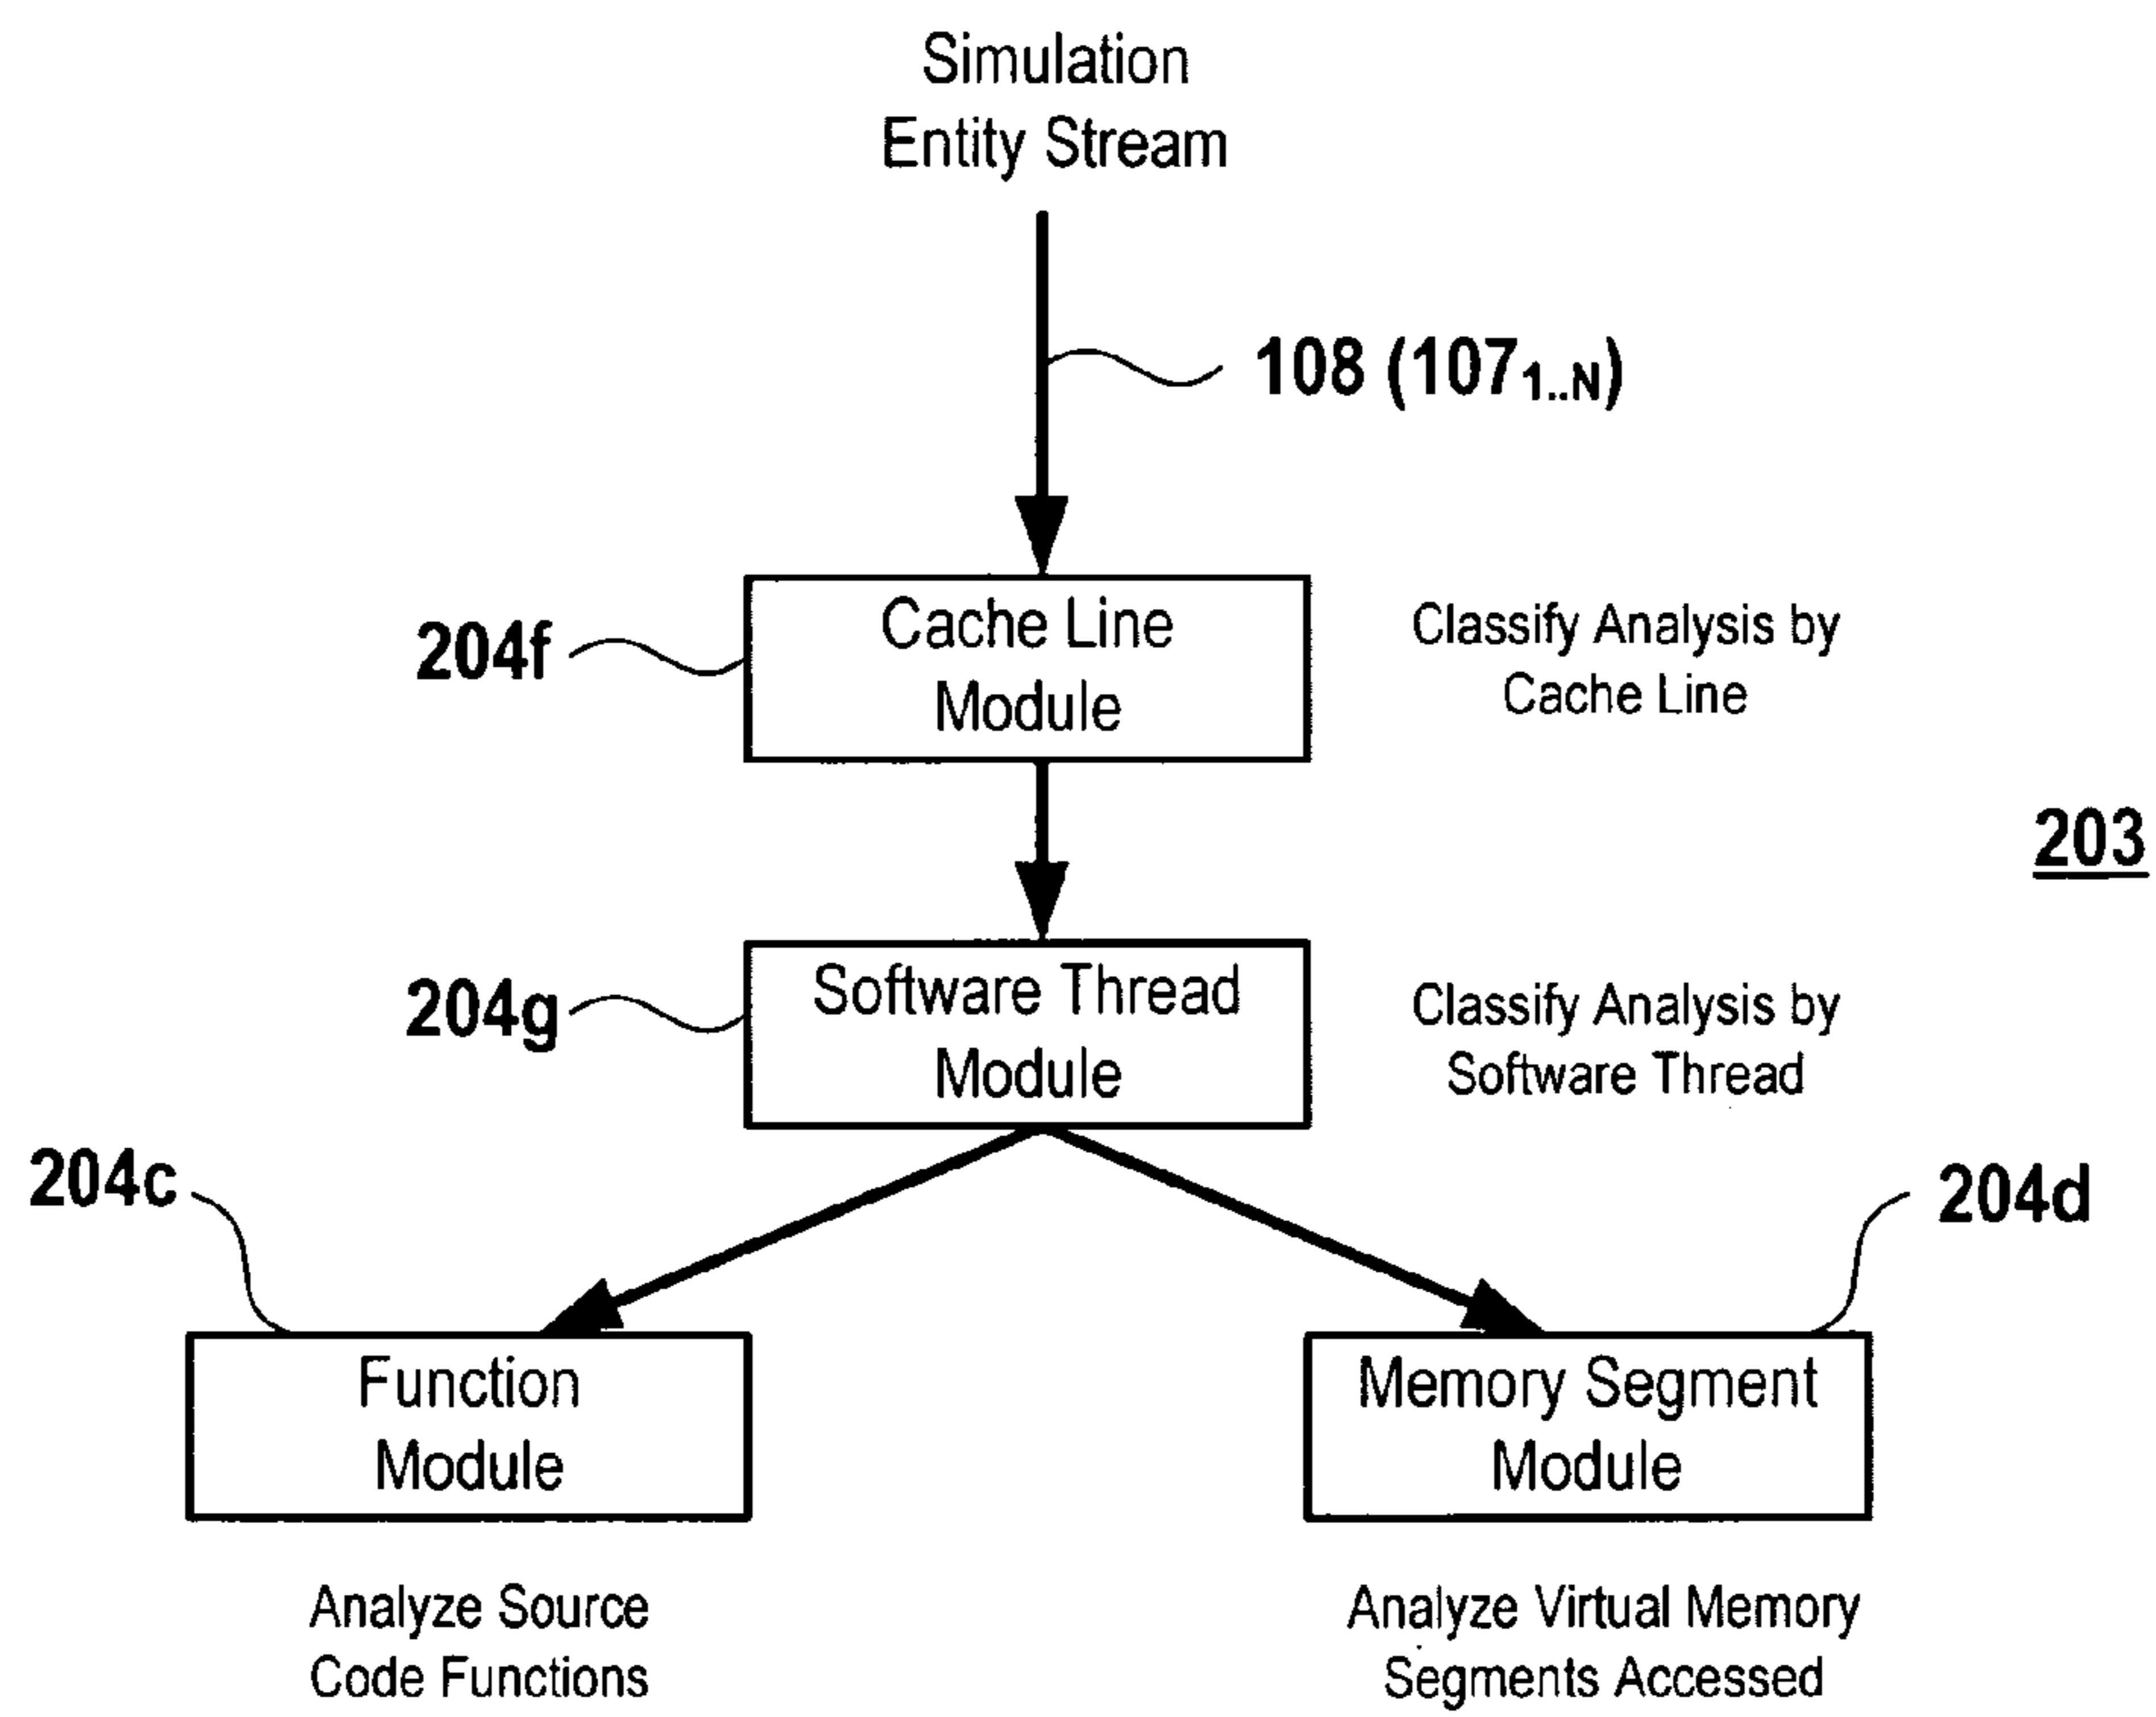 Simulation
Entity Stream
108 (107₁..N)
204f
Cache Line
Module
Classify Analysis by
Cache Line
203
204g
Software Thread
Module
Classify Analysis by
Software Thread
204c
204d
Function
Module
Memory Segment
Module
Analyze Source
Code Functions
Analyze Virtual Memory
Segments Accessed